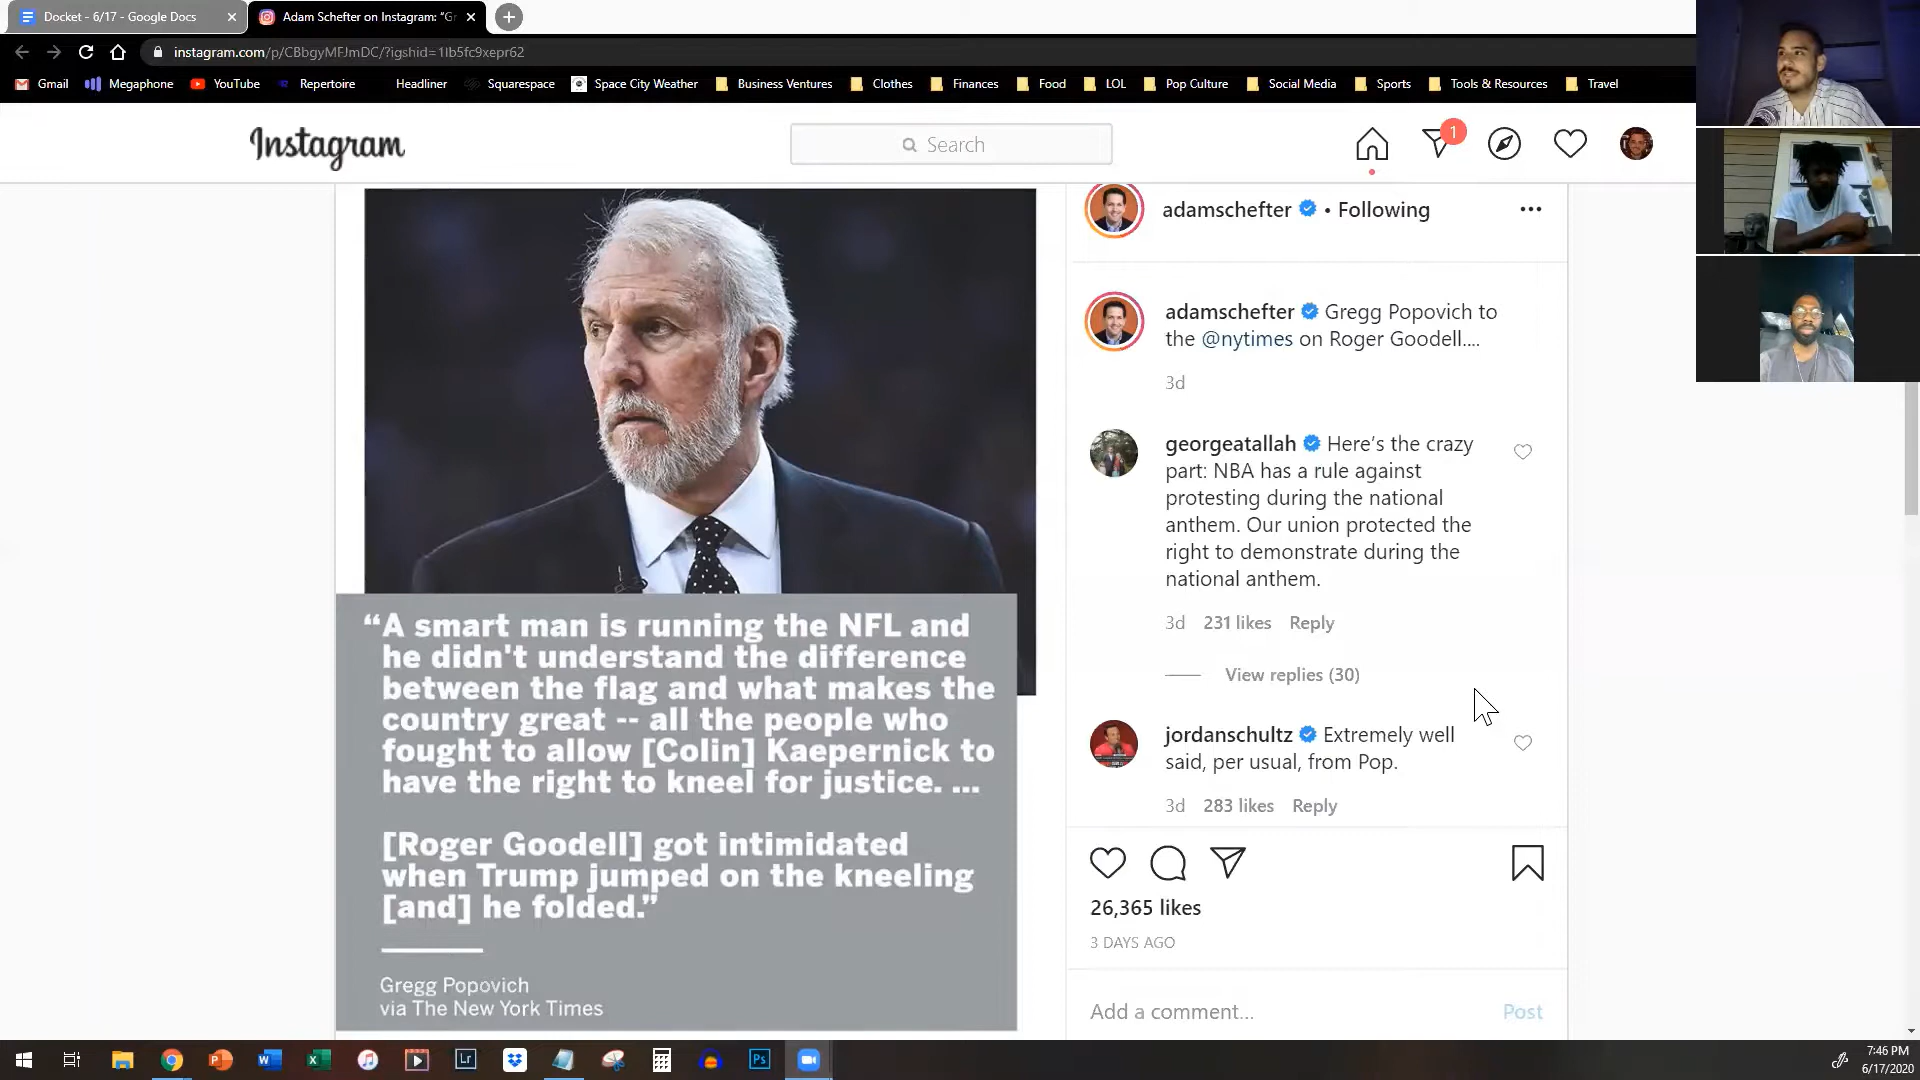 Docket - 6/17 - Google Docs
Adam Schefter on Instagram: “Gr
instagram.com/p/CBbgyMFJmDC/?igshid=1lb5fc9xepr62
Gmail Megaphone YouTube Repertoire Headliner Squarespace Space City Weather Business Ventures Clothes Finances Food LOL Pop Culture Social Media Sports Tools & Resources Travel
Instagram
Search
1
adamschefter • Following
adamschefter Gregg Popovich to
the @nytimes on Roger Goodell....
3d
georgeatallah Here’s the crazy
part: NBA has a rule against
protesting during the national
anthem. Our union protected the
right to demonstrate during the
national anthem.
3d 231 likes Reply
View replies (30)
jordanschultz Extremely well
said, per usual, from Pop.
3d 283 likes Reply
26,365 likes
3 DAYS AGO
Add a comment... Post
“A smart man is running the NFL and
he didn't understand the difference
between the flag and what makes the
country great -- all the people who
fought to allow [Colin] Kaepernick to
have the right to kneel for justice. ...
[Roger Goodell] got intimidated
when Trump jumped on the kneeling
[and] he folded.”
Gregg Popovich
via The New York Times
Lr
Ps
7:46 PM
6/17/2020